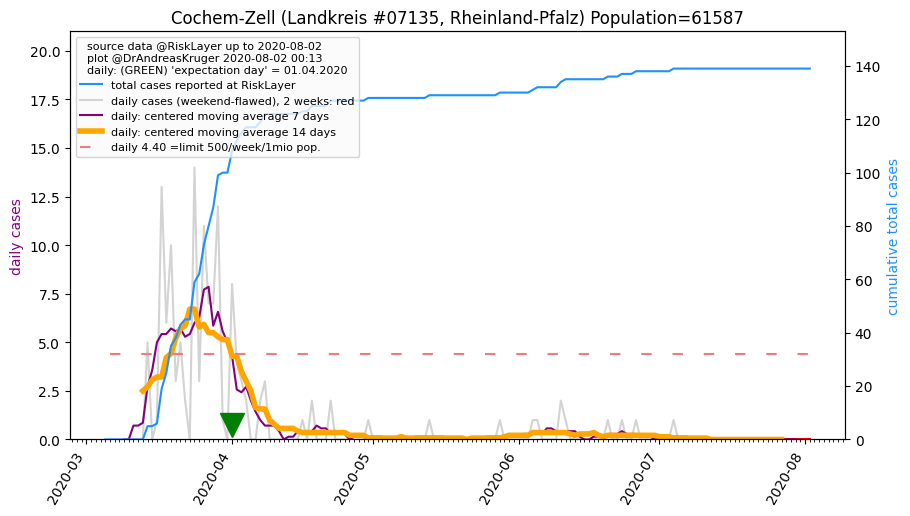 Cochem-Zell (Landkreis #07135, Rheinland-Pfalz) Population=61587
source data @RiskLayer up to 2020-08-02
plot @DrAndreasKruger 2020-08-02 00:13
daily: (GREEN) 'expectation day' = 01.04.2020
total cases reported at RiskLayer
daily cases (weekend-flawed), 2 weeks: red
daily: centered moving average 7 days
daily: centered moving average 14 days
daily 4.40 =limit 500/week/1mio pop.
daily cases
20.0
17.5
15.0
12.5
10.0
7.5
5.0
2.5
0.0
cumulative total cases
140
120
100
80
60
40
20
0
2020-03
2020-04
2020-05
2020-06
2020-07
2020-08